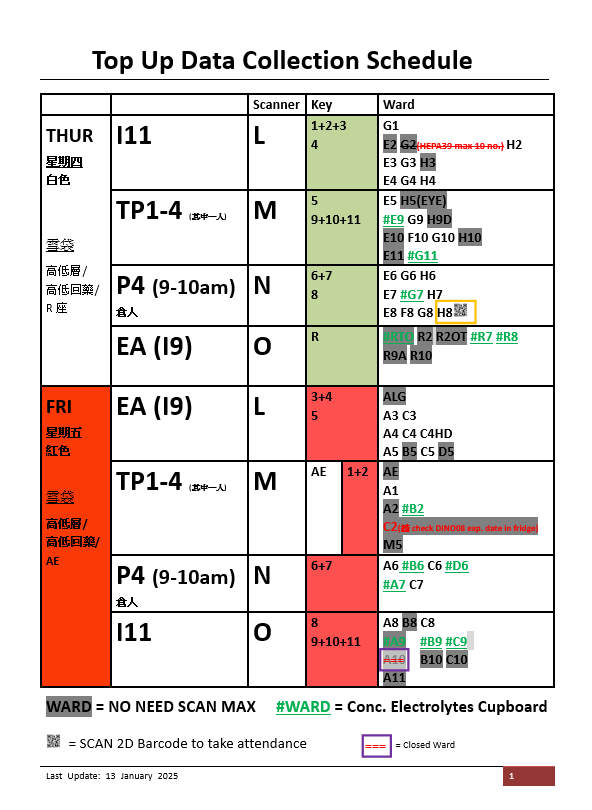 Top Up Data Collection Schedule
Scanner Key Ward
THUR
星期四
白色
雪袋
高低層/
高低回藥/
R 座
I11 L
1+2+3
4
G1
E2 G2(HEPA39 max 10 no.) H2
E3 G3 H3
E4 G4 H4
TP1-4 (其中一人) M
5
9+10+11
E5 H5(EYE)
#E9 G9 H9D
E10 F10 G10 H10
E11 #G11
P4 (9-10am) N
倉人
6+7
8
E6 G6 H6
E7 #G7 H7
E8 F8 G8 H8
EA (I9) O
R
#RTO R2 R2OT #R7 #R8
R9A R10
FRI
星期五
紅色
雪袋
高低層/
高低回藥/
AE
EA (I9) L
3+4
5
ALG
A3 C3
A4 C4 C4HD
A5 B5 C5 D5
TP1-4 (其中一人) M
AE 1+2
AE
A1
A2 #B2
C2( check DINO08 exp. date in fridge)
M5
P4 (9-10am) N
倉人
6+7
A6 #B6 C6 #D6
#A7 C7
I11 O
8
9+10+11
A8 B8 C8
#A9 #B9 #C9
A10 B10 C10
A11
WARD = NO NEED SCAN MAX #WARD = Conc. Electrolytes Cupboard
= SCAN 2D Barcode to take attendance === = Closed Ward
Last Update: 13 January 2025 1